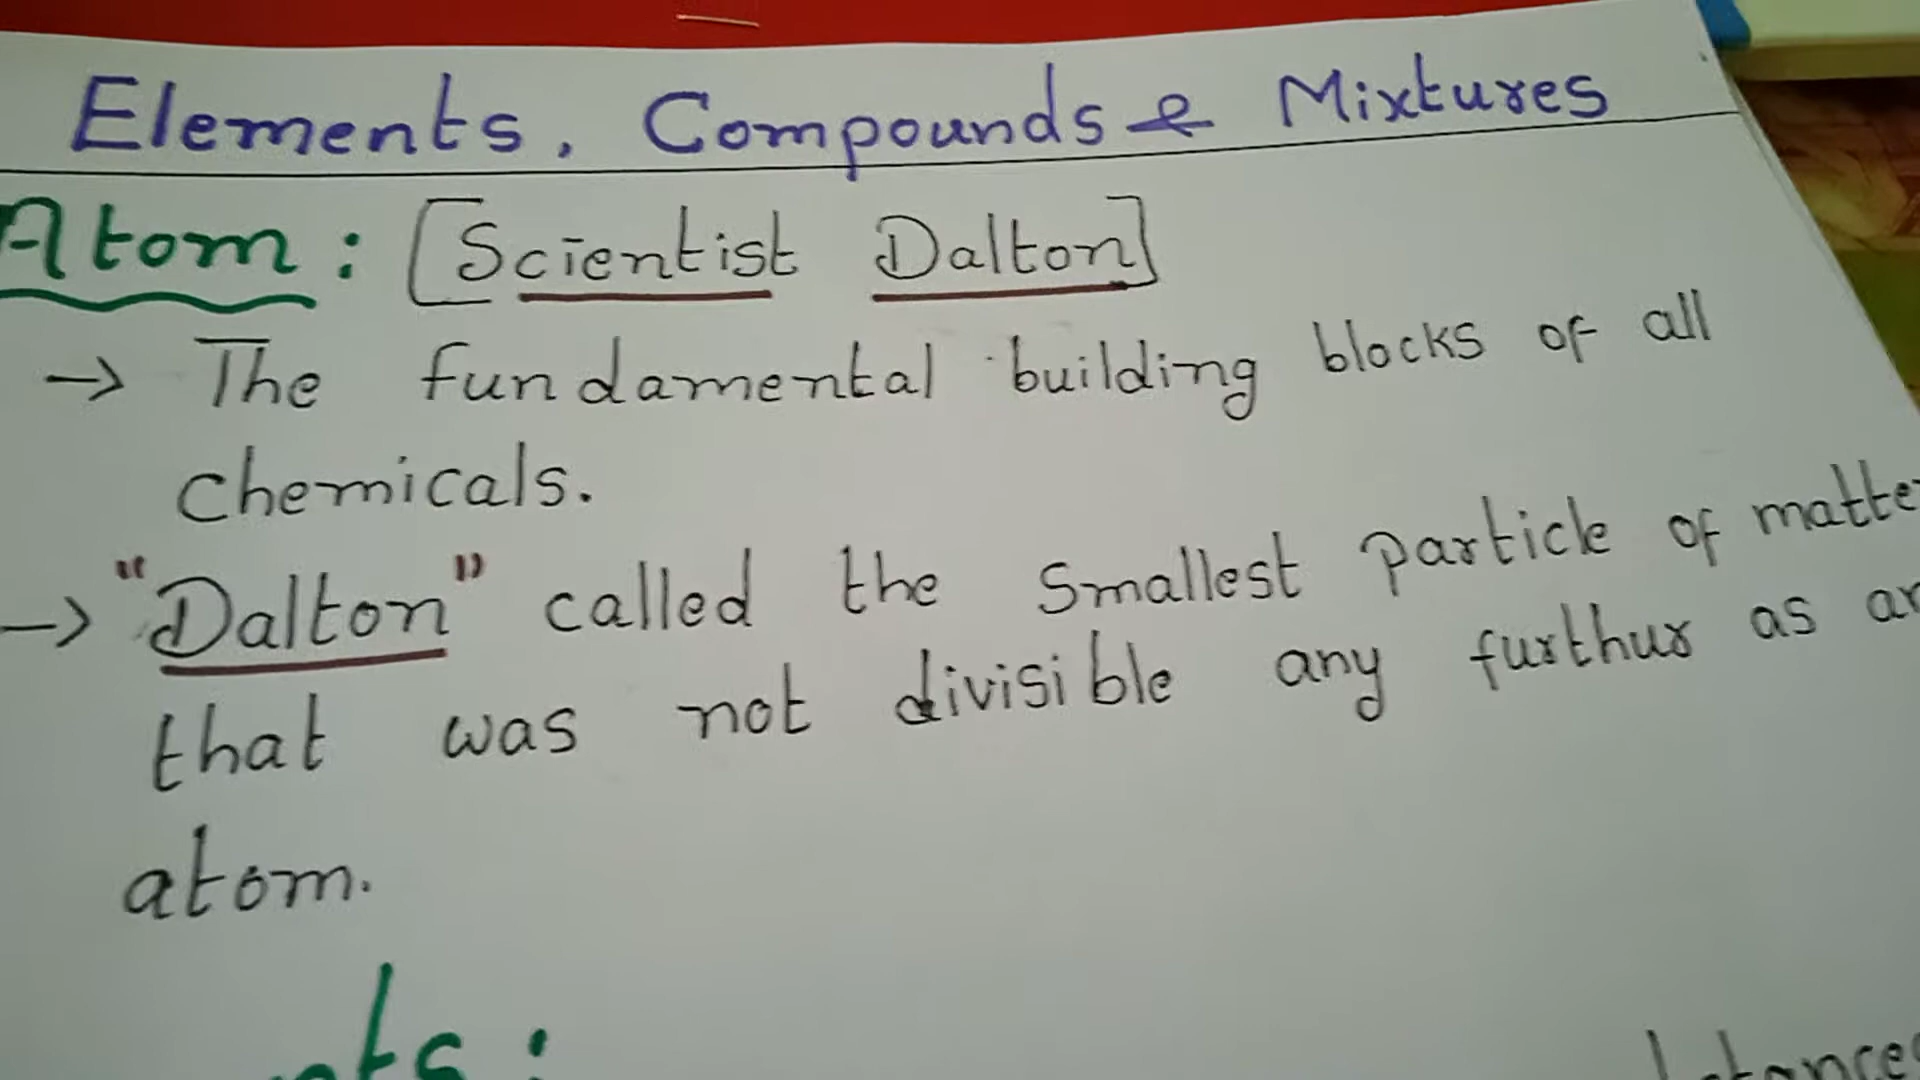 Elements, Compounds & Mixtures
Atom : [Scientist Dalton]
→ The fundamental building blocks of all
chemicals.
→ "Dalton" called the smallest particle of matte
that was not divisible any furthur as an
atom.